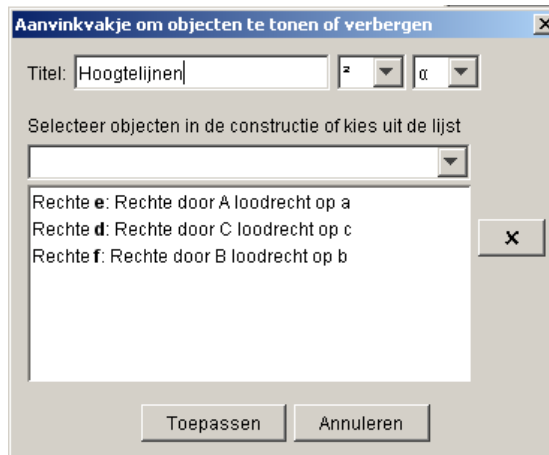 Aanvinkvakje om objecten te tonen of verbergen
Titel: Hoogtelijnen ² α
Selecteer objecten in de constructie of kies uit de lijst
Rechte e: Rechte door A loodrecht op a
Rechte d: Rechte door C loodrecht op c
Rechte f: Rechte door B loodrecht op b
Toepassen Annuleren